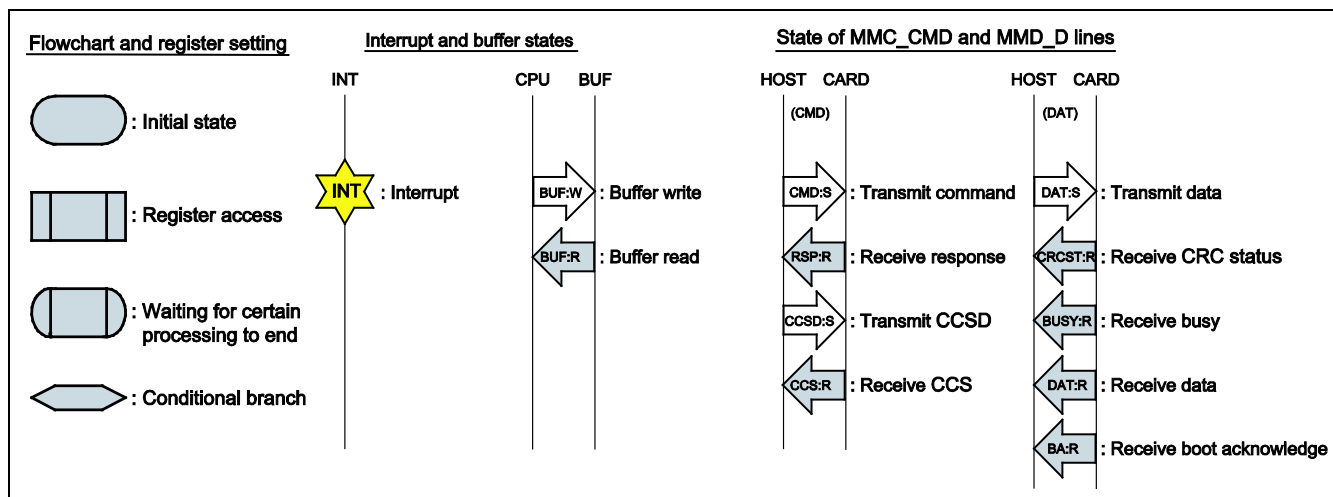 Flowchart and register setting
: Initial state
: Register access
: Waiting for certain
processing to end
: Conditional branch
Interrupt and buffer states
INT
CPU BUF
INT : Interrupt
BUF:W : Buffer write
BUF:R : Buffer read
State of MMC_CMD and MMD_D lines
HOST CARD
(CMD)
CMD:S : Transmit command
RSP:R : Receive response
CCSD:S : Transmit CCSD
CCS:R : Receive CCS
HOST CARD
(DAT)
DAT:S : Transmit data
CRCST:R : Receive CRC status
BUSY:R : Receive busy
DAT:R : Receive data
BA:R : Receive boot acknowledge